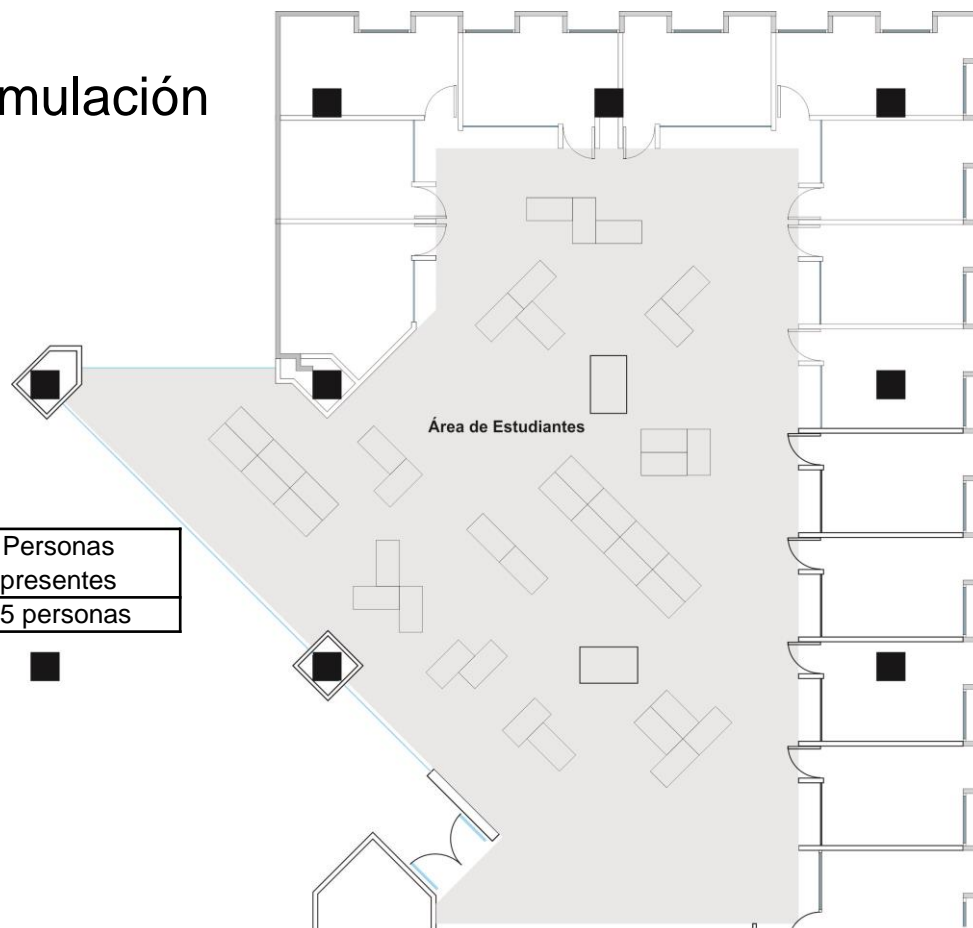 mulación
Área de Estudiantes
Personas
presentes
5 personas